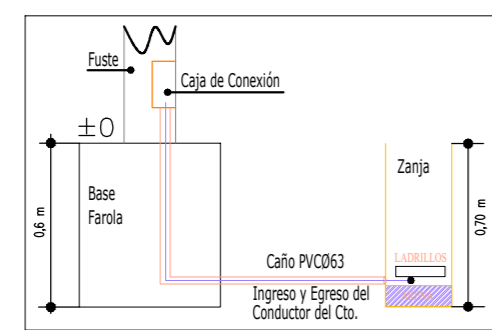 Fuste
Caja de Conexión
±0
Base
Farola
0,6 m
Zanja
0,70 m
LADRILLOS
Caño PVCØ63
Ingreso y Egreso del
Conductor del Cto.